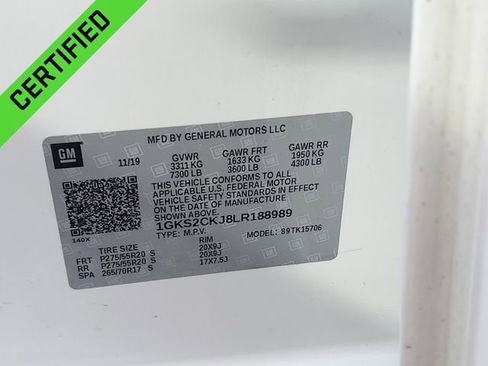 CERTIFIED
MFD BY GENERAL MOTORS LLC
GM
11/19 GVWR GAWR FRT GAWR RR
3311 KG 1633 KG 1950 KG
7300 LB 3600 LB 4300 LB
THIS VEHICLE CONFORMS TO ALL
APPLICABLE U.S. FEDERAL MOTOR
VEHICLE SAFETY STANDARDS IN EFFECT
ON THE DATE OF MANUFACTURE
SHOWN ABOVE.
1GKS2CKJ8LR188989
140X TYPE: M.P.V. MODEL: 89TK15706
TIRE SIZE RIM
FRT P275/55R20 S 20X9J
RR P275/55R20 S 20X9J
SPA 265/70R17 S 17X7.5J